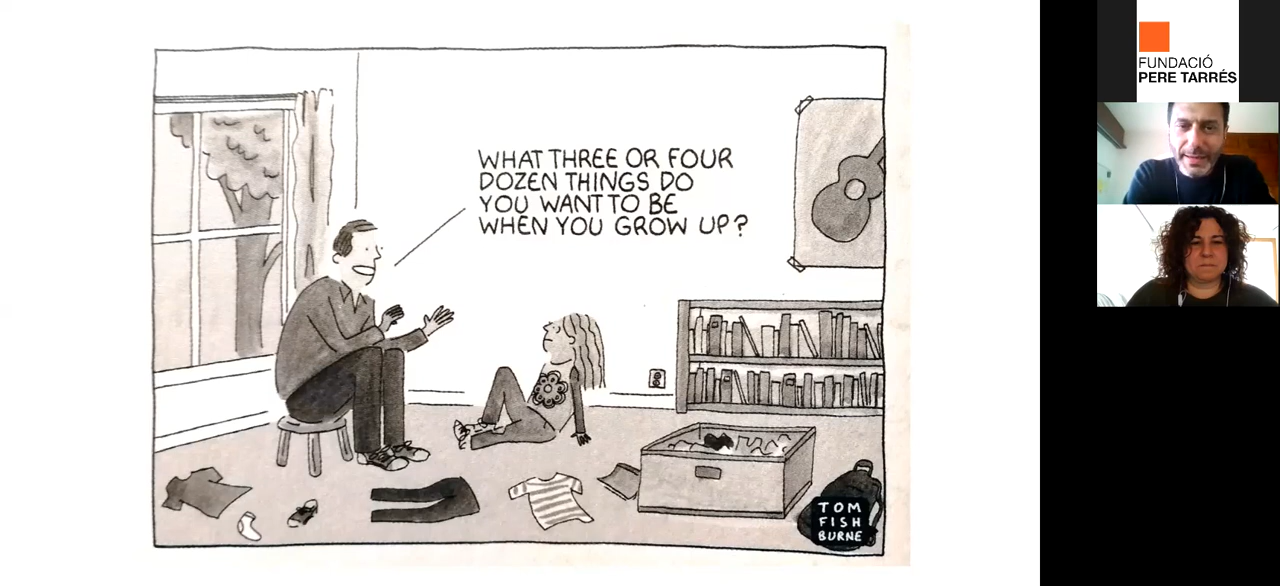 WHAT THREE OR FOUR
DOZEN THINGS DO
YOU WANT TO BE
WHEN YOU GROW UP?
TOM
FISH
BURNE
FUNDACIÓ
PERE TARRÉS